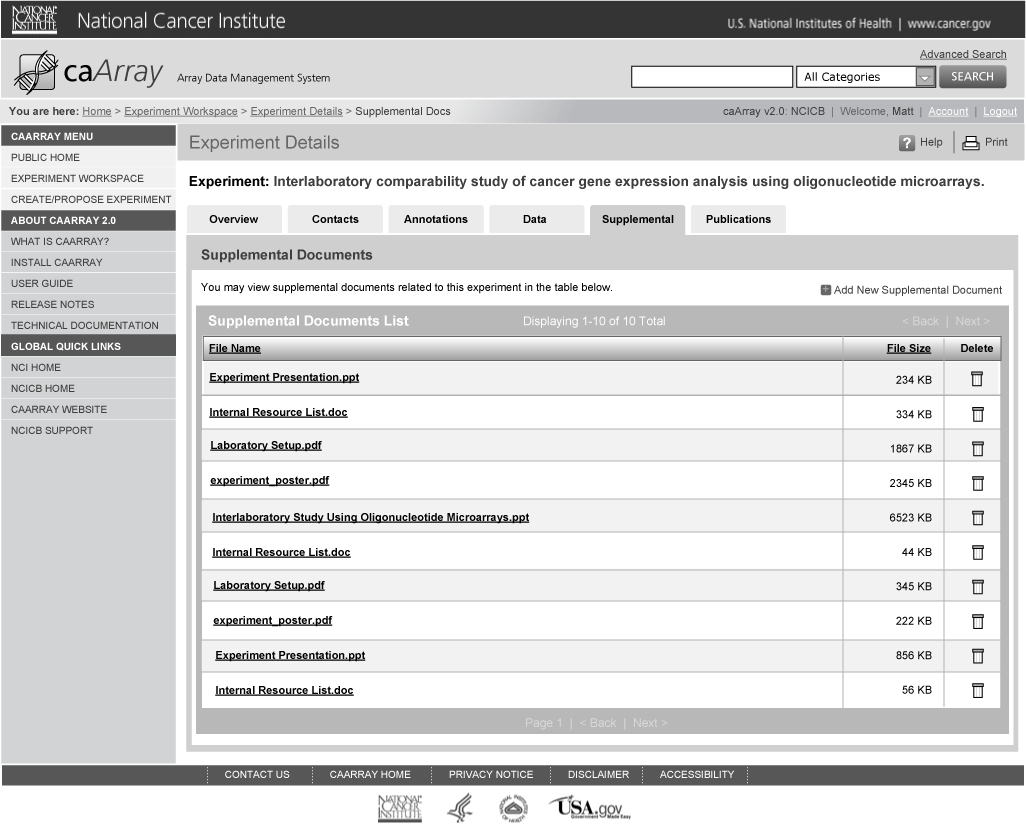 NATIONAL CANCER INSTITUTE National Cancer Institute
U.S. National Institutes of Health | www.cancer.gov
Advanced Search
caArray Array Data Management System
All Categories SEARCH
You are here: Home > Experiment Workspace > Experiment Details > Supplemental Docs
caArray v2.0: NCICB | Welcome, Matt | Account | Logout
CAARRAY MENU
PUBLIC HOME
EXPERIMENT WORKSPACE
CREATE/PROPOSE EXPERIMENT
ABOUT CAARRAY 2.0
WHAT IS CAARRAY?
INSTALL CAARRAY
USER GUIDE
RELEASE NOTES
TECHNICAL DOCUMENTATION
GLOBAL QUICK LINKS
NCI HOME
NCICB HOME
CAARRAY WEBSITE
NCICB SUPPORT
Experiment Details
? Help Print
Experiment: Interlaboratory comparability study of cancer gene expression analysis using oligonucleotide microarrays.
Overview Contacts Annotations Data Supplemental Publications
Supplemental Documents
You may view supplemental documents related to this experiment in the table below.
Add New Supplemental Document
Supplemental Documents List Displaying 1-10 of 10 Total < Back | Next >
File Name File Size Delete
Experiment Presentation.ppt 234 KB
Internal Resource List.doc 334 KB
Laboratory Setup.pdf 1867 KB
experiment_poster.pdf 2345 KB
Interlaboratory Study Using Oligonucleotide Microarrays.ppt 6523 KB
Internal Resource List.doc 44 KB
Laboratory Setup.pdf 345 KB
experiment_poster.pdf 222 KB
Experiment Presentation.ppt 856 KB
Internal Resource List.doc 56 KB
Page 1 | < Back | Next >
CONTACT US CAARRAY HOME PRIVACY NOTICE DISCLAIMER ACCESSIBILITY
NATIONAL CANCER INSTITUTE
USA.gov
Government Made Easy